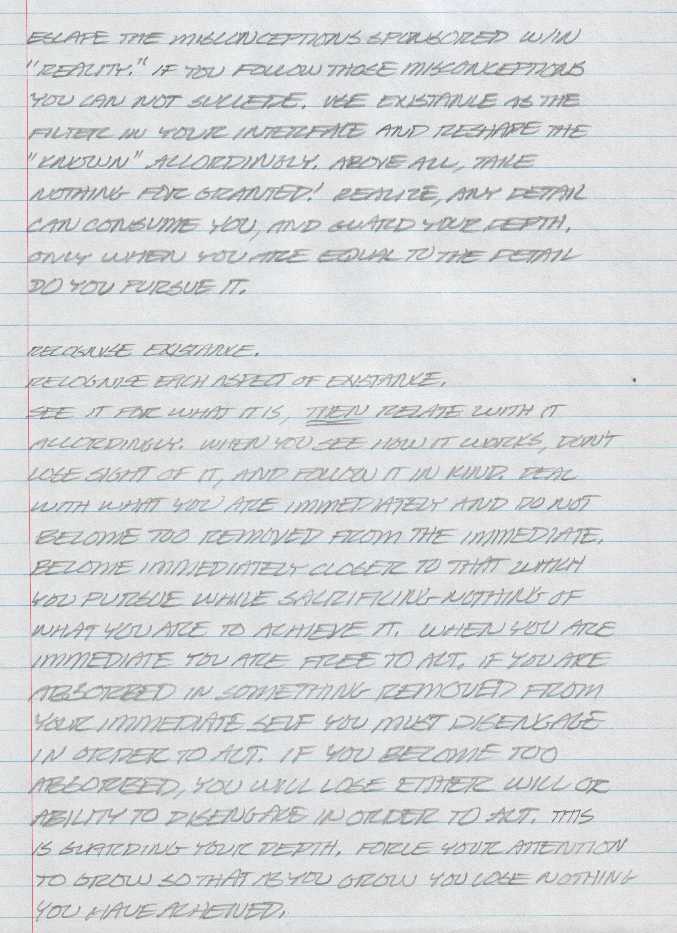 ESCAPE THE MISCONCEPTIONS SPONSORED W/IN
"REALITY." IF YOU FOLLOW THOSE MISCONCEPTIONS
YOU CAN NOT SUCCEDE. USE EXISTANCE AS THE
FILTER IN YOUR INTERFACE AND RESHAPE THE
"KNOWN" ACCORDINGLY. ABOVE ALL, TAKE
NOTHING FOR GRANTED! REALIZE, ANY DETAIL
CAN CONSUME YOU, AND GUARD YOUR DEPTH.
ONLY WHEN YOU ARE EQUAL TO THE DETAIL
DO YOU PURSUE IT.
RECOGNISE EXISTANCE.
RECOGNISE EACH ASPECT OF EXISTANCE.
SEE IT FOR WHAT IT IS, THEN RELATE WITH IT
ACCORDINGLY. WHEN YOU SEE HOW IT WORKS, DON'T
LOSE SIGHT OF IT, AND FOLLOW IT IN KIND. DEAL
WITH WHAT YOU ARE IMMEDIATELY AND DO NOT
BECOME TOO REMOVED FROM THE IMMEDIATE.
BECOME IMMEDIATELY CLOSER TO THAT WHICH
YOU PURSUE WHILE SACRIFICING NOTHING OF
WHAT YOU ARE TO ACHIEVE IT. WHEN YOU ARE
IMMEDIATE YOU ARE FREE TO ACT. IF YOU ARE
ABSORBED IN SOMETHING REMOVED FROM
YOUR IMMEDIATE SELF YOU MUST DISENGAGE
IN ORDER TO ACT. IF YOU BECOME TOO
ABSORBED, YOU WILL LOSE EITHER WILL OR
ABILITY TO DISENGAGE IN ORDER TO ACT. THIS
IS GUARDING YOUR DEPTH. FORCE YOUR ATTENTION
TO GROW SO THAT AS YOU GROW YOU LOSE NOTHING
YOU HAVE ACHEIVED.